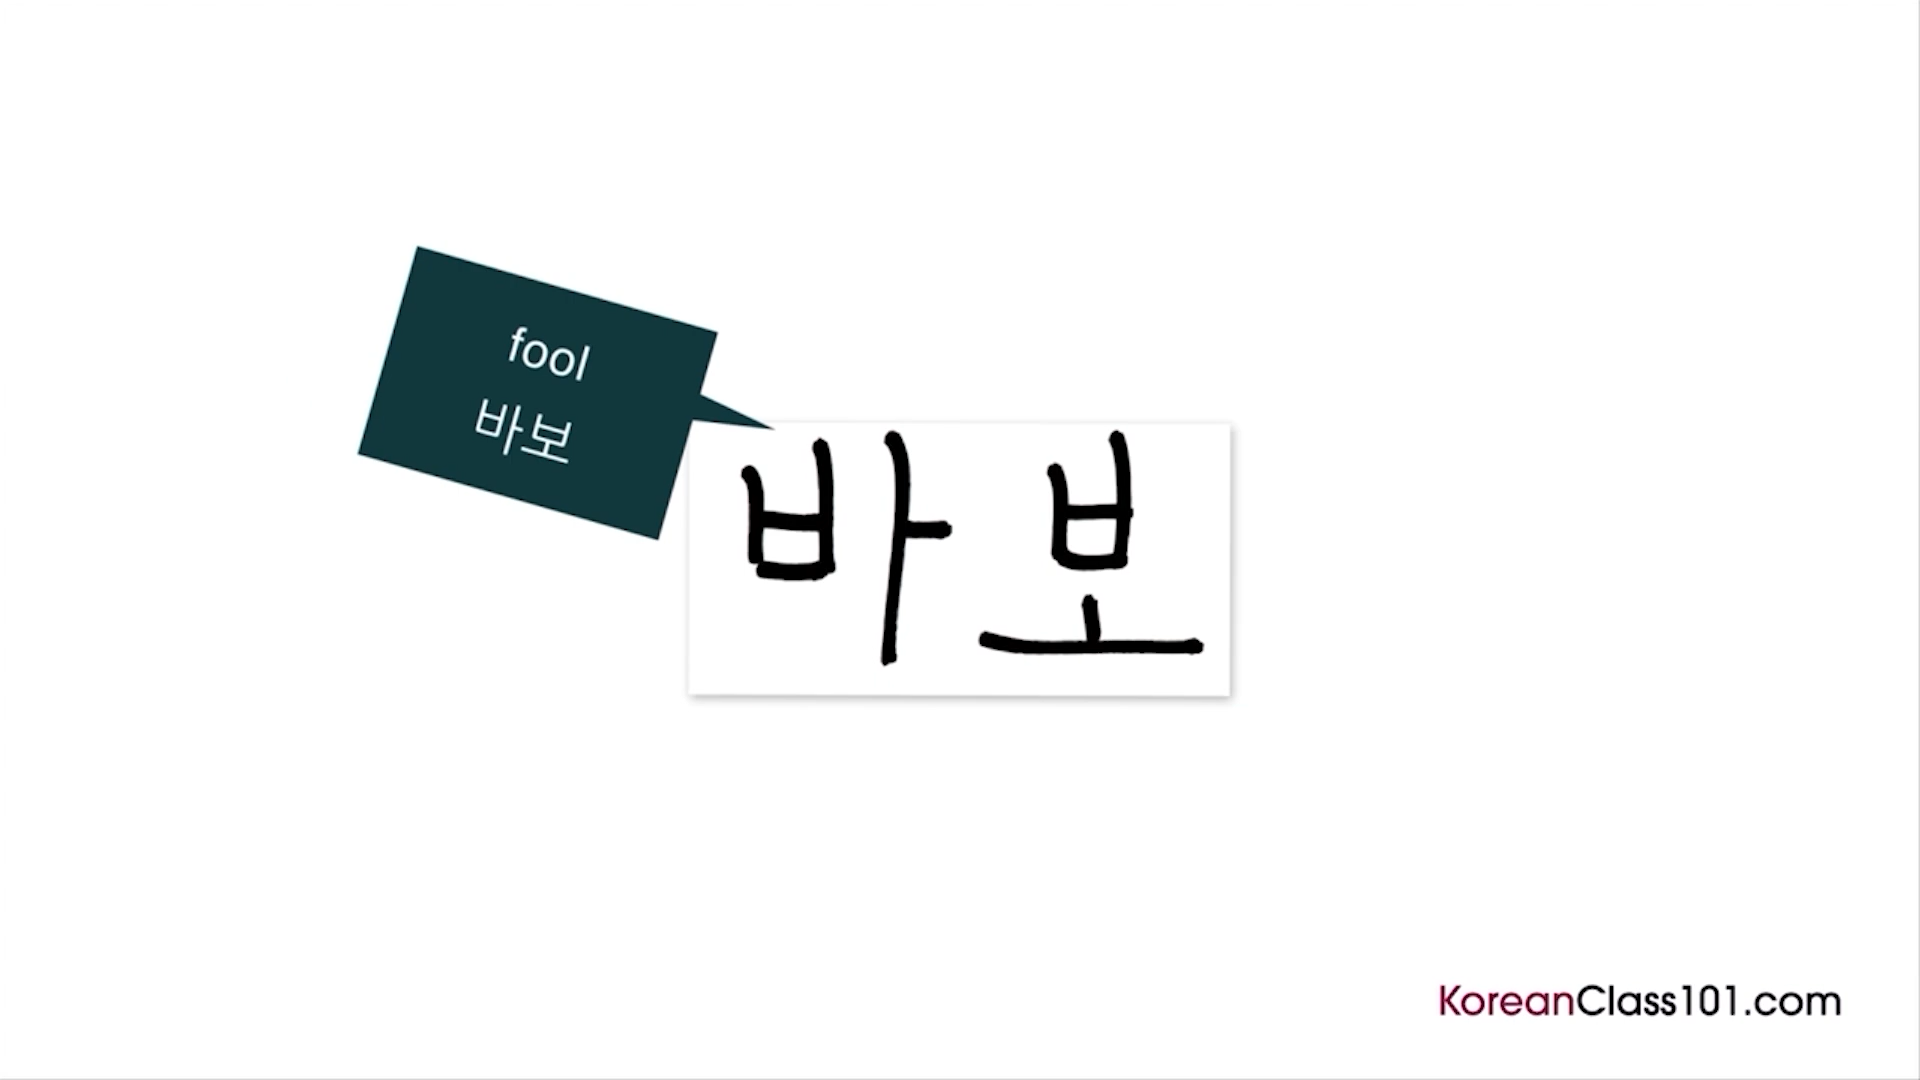 fool
바보
바보
KoreanClass101.com